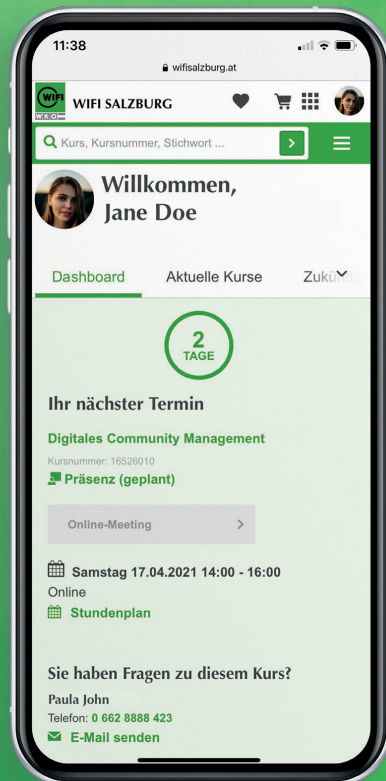 11:38
wifisalzburg.at
WIFI
WKO
WIFI SALZBURG
Kurs, Kursnummer, Stichwort ...
Willkommen,
Jane Doe
Dashboard Aktuelle Kurse Zukünftig
2
TAGE
Ihr nächster Termin
Digitales Community Management
Kursnummer: 16526010
Präsenz (geplant)
Online-Meeting
Samstag 17.04.2021 14:00 - 16:00
Online
Stundenplan
Sie haben Fragen zu diesem Kurs?
Paula John
Telefon: 0 662 8888 423
E-Mail senden